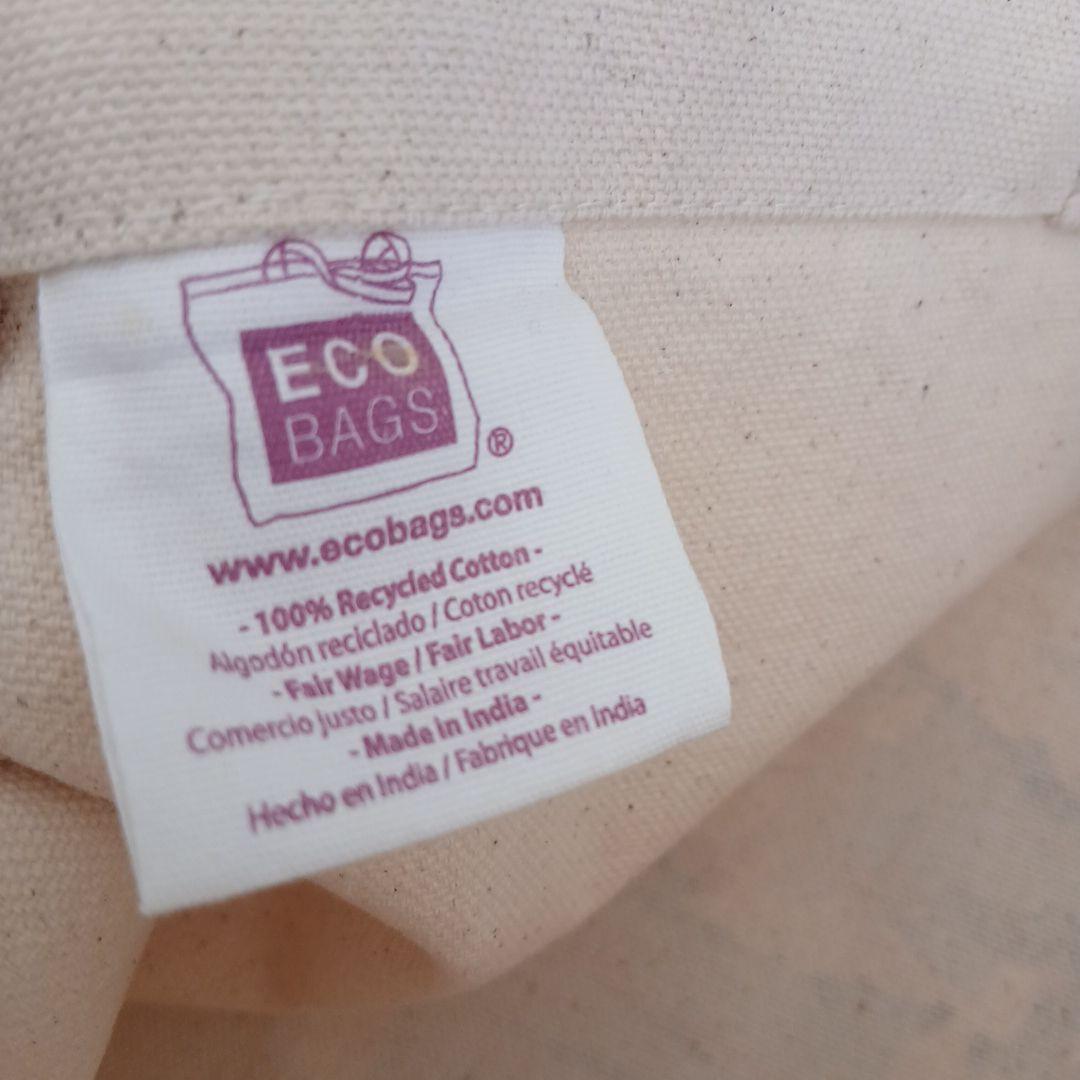 ECO
BAGS
®
www.ecobags.com
- 100% Recycled Cotton -
Algodón reciclado / Coton recyclé
- Fair Wage / Fair Labor -
Comercio Justo / Salaire travail équitable
- Made in India -
Hecho en India / Fabrique en India